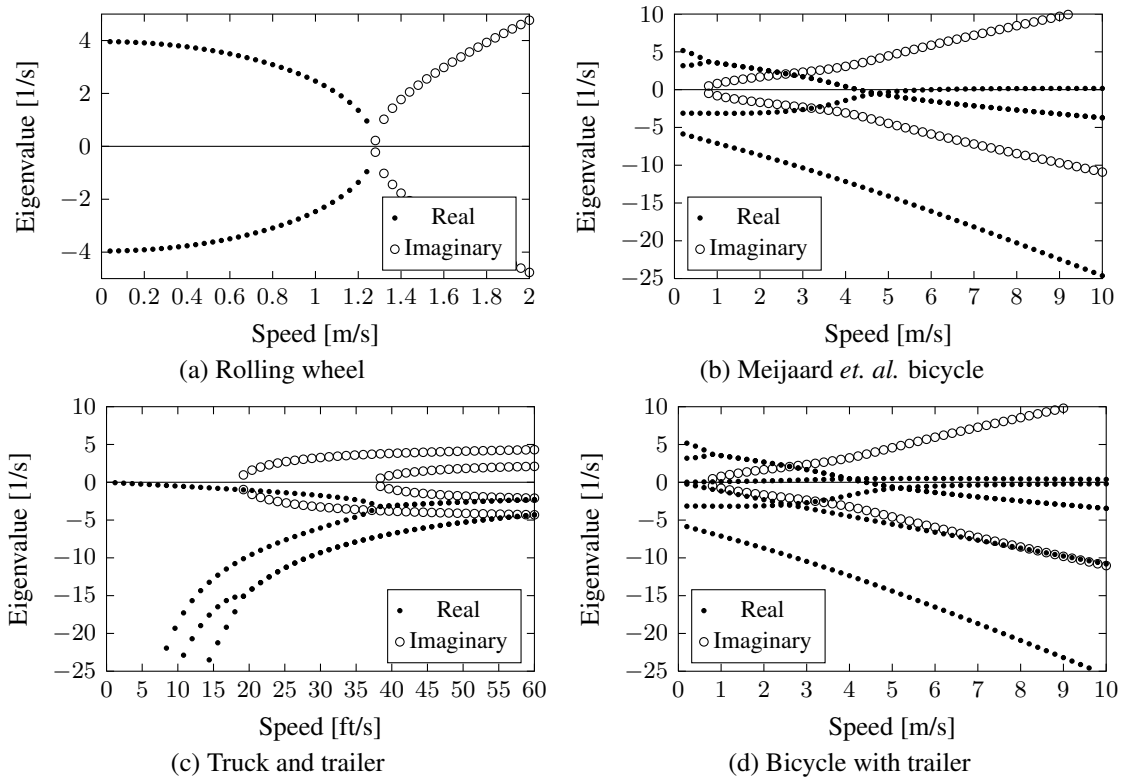 4
2
0
−2
−4
Eigenvalue [1/s]
Real
Imaginary
0 0.2 0.4 0.6 0.8 1 1.2 1.4 1.6 1.8 2
Speed [m/s]
(a) Rolling wheel
10
5
0
−5
−10
−15
−20
−25
Eigenvalue [1/s]
Real
Imaginary
0 1 2 3 4 5 6 7 8 9 10
Speed [m/s]
(b) Meijaard et. al. bicycle
10
5
0
−5
−10
−15
−20
−25
Eigenvalue [1/s]
Real
Imaginary
0 5 10 15 20 25 30 35 40 45 50 55 60
Speed [ft/s]
(c) Truck and trailer
10
5
0
−5
−10
−15
−20
−25
Eigenvalue [1/s]
Real
Imaginary
0 1 2 3 4 5 6 7 8 9 10
Speed [m/s]
(d) Bicycle with trailer